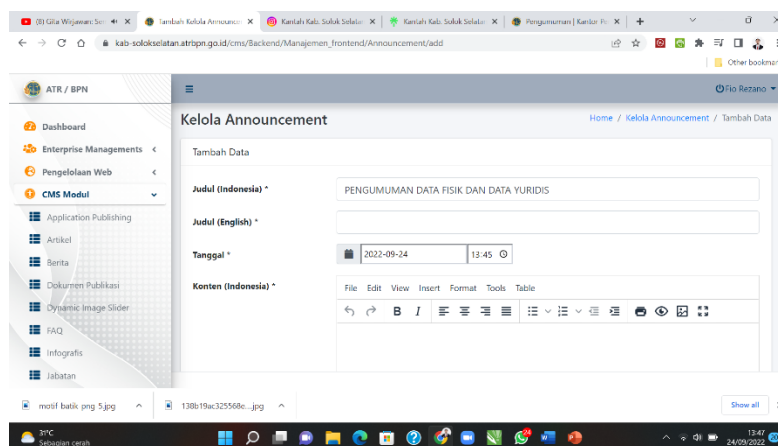 (8) Gita Wirjawan: Sen
Tambah Kelola Announcem
Kantah Kab. Solok Selatan
Kantah Kab. Solok Selatan
Pengumuman | Kantor Pe
kab-solokselatan.atrbpn.go.id/cms/Backend/Manajemen_frontend/Announcement/add
Other bookmar
ATR / BPN
Fio Rezano
Dashboard
Enterprise Managements
Pengelolaan Web
CMS Modul
Application Publishing
Artikel
Berita
Dokumen Publikasi
Dynamic Image Slider
FAQ
Infografis
Jabatan
Kelola Announcement
Home / Kelola Announcement / Tambah Data
Tambah Data
Judul (Indonesia) *
PENGUMUMAN DATA FISIK DAN DATA YURIDIS
Judul (English) *
Tanggal *
2022-09-24
13:45
Konten (Indonesia) *
File Edit View Insert Format Tools Table
B I
motif batik png 5.jpg
138b19ac325568e...jpg
Show all
31°C
Sebagian cerah
13:47
24/09/2022